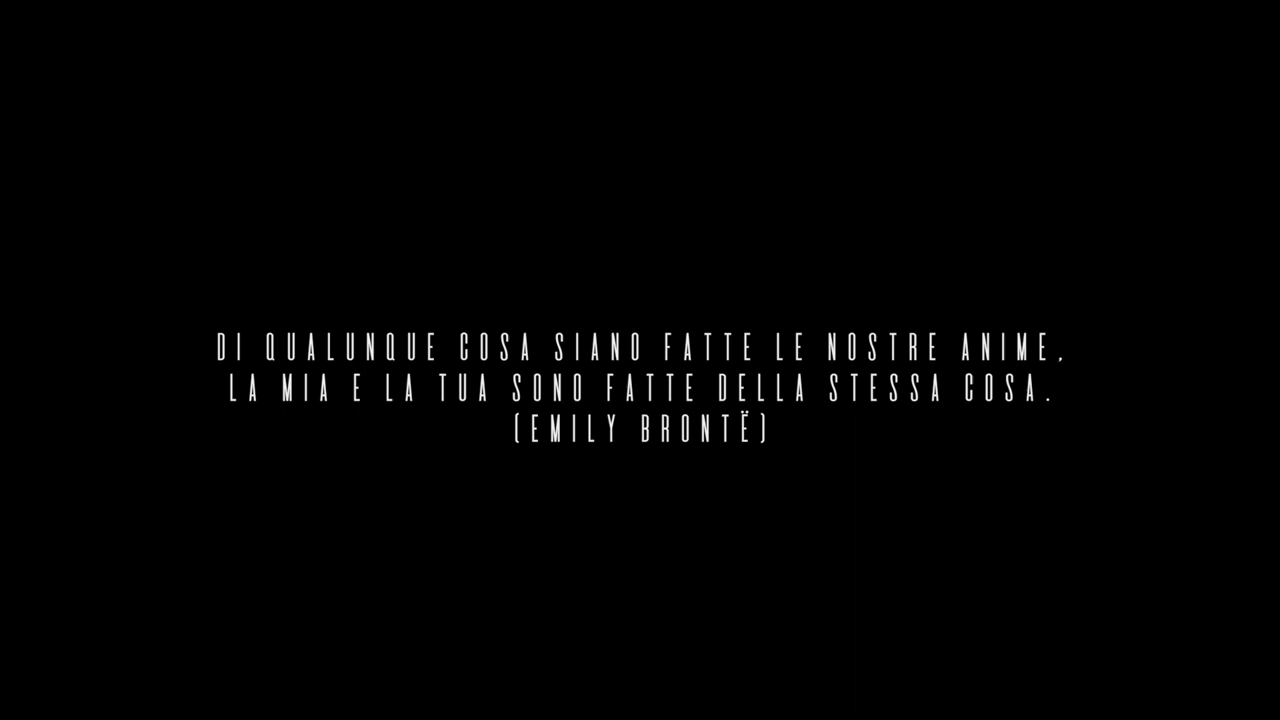 DI QUALUNQUE COSA SIANO FATTE LE NOSTRE ANIME,
LA MIA E LA TUA SONO FATTE DELLA STESSA COSA.
(EMILY BRONTË)